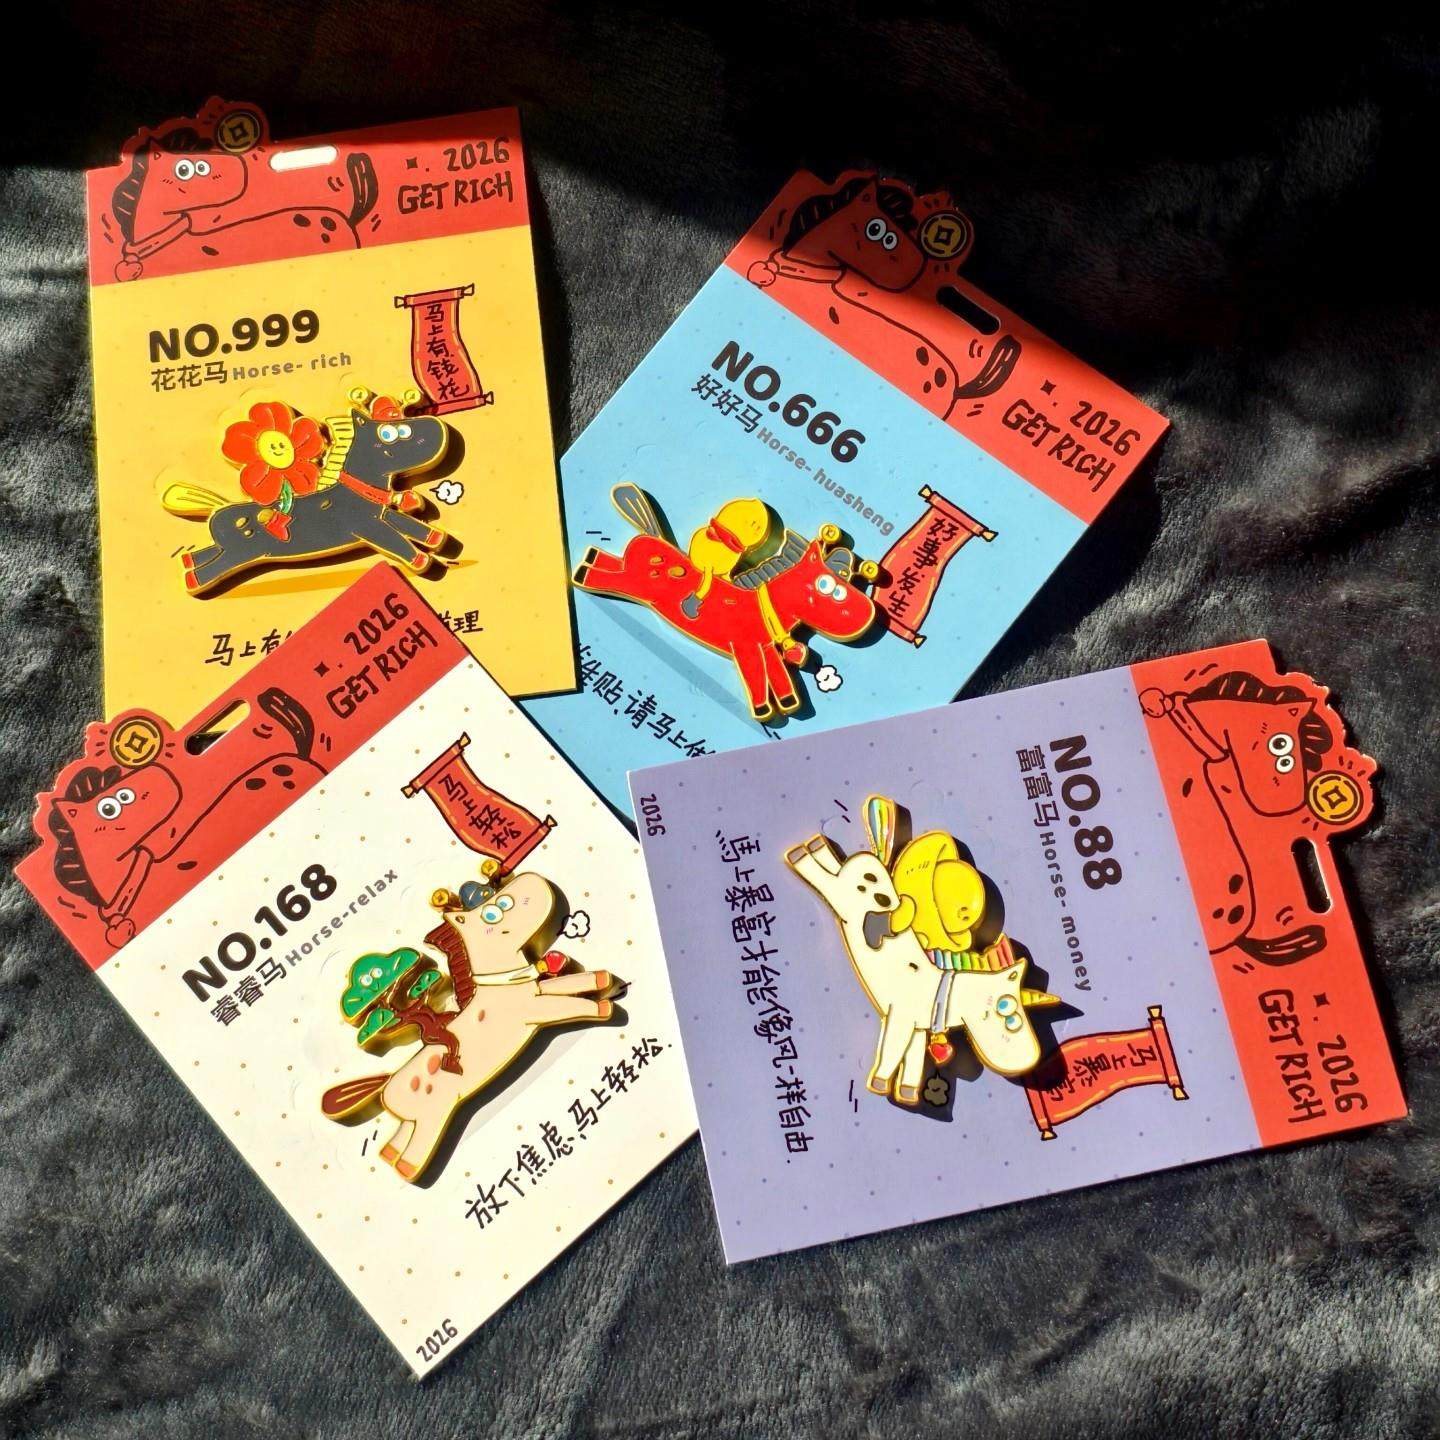 2026
GET RICH
NO.999
花花马Horse- rich
马上有钱花
马上有
理
2026
GET RICH
NO.666
好好马Horse- huasheng
好事发生
贴,请马上
2026
GET RICH
NO.168
睿睿马Horse-relax
马上轻松
放下焦虑,马上轻松.
2026
2026
GET RICH
NO.88
富富马Horse- money
马上暴富
馬上暴富才能像风一样自由.
2026